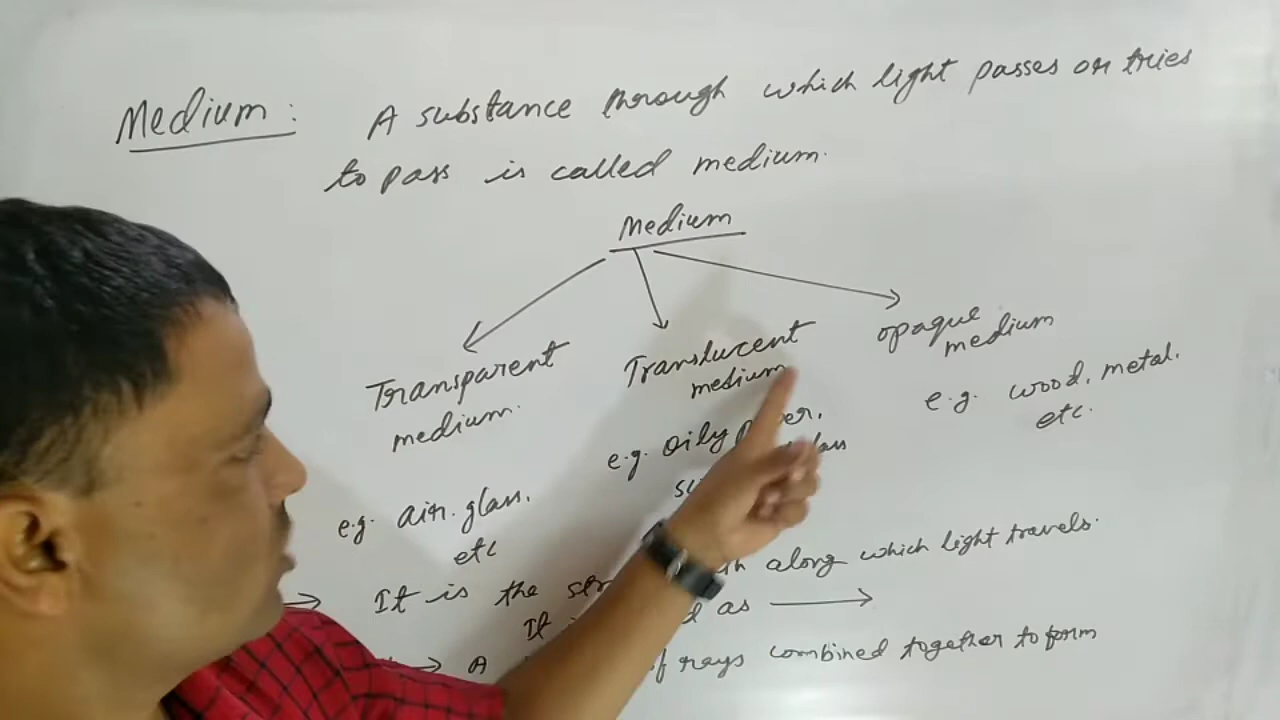 Medium: A substance through which light passes or tries
to pass is called medium.
Medium
Transparent
medium.
Translucent
medium
opaque
medium
e.g. air. glass.
etc
e.g. oily
e.g. wood. metal.
etc.
It is the along which light travels.
It as
A of rays combined together to form